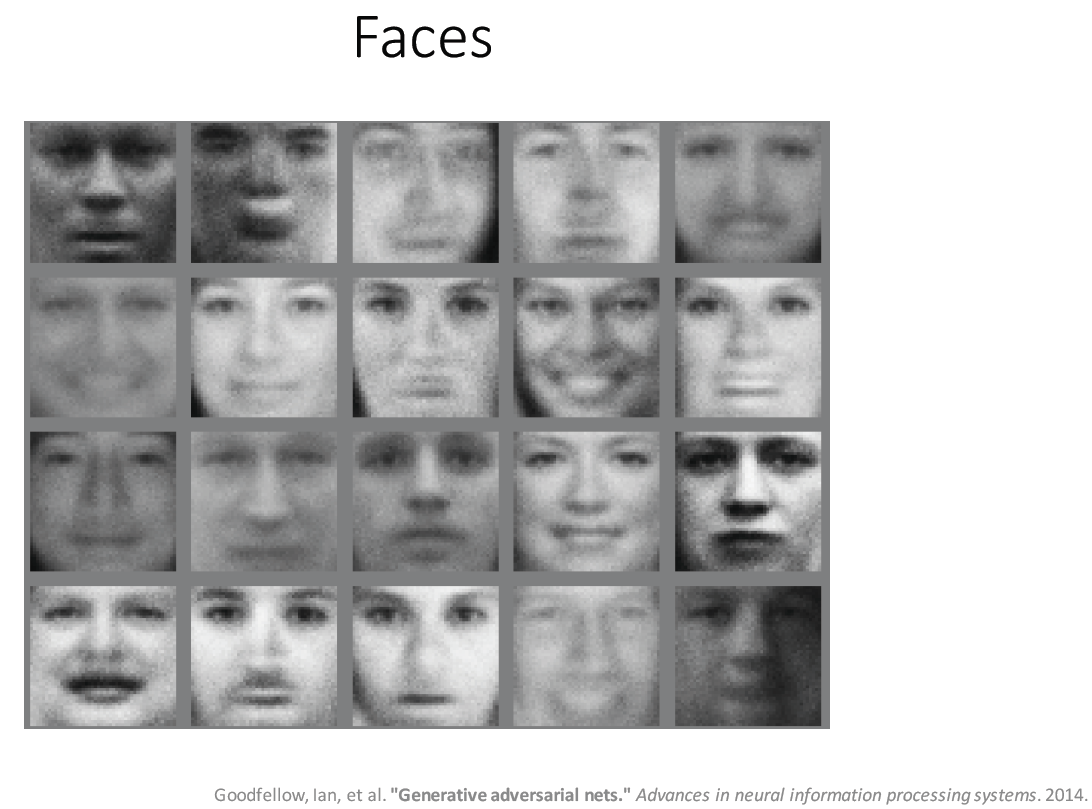 Faces
Goodfellow, Ian, et al. "Generative adversarial nets." Advances in neural information processing systems. 2014.